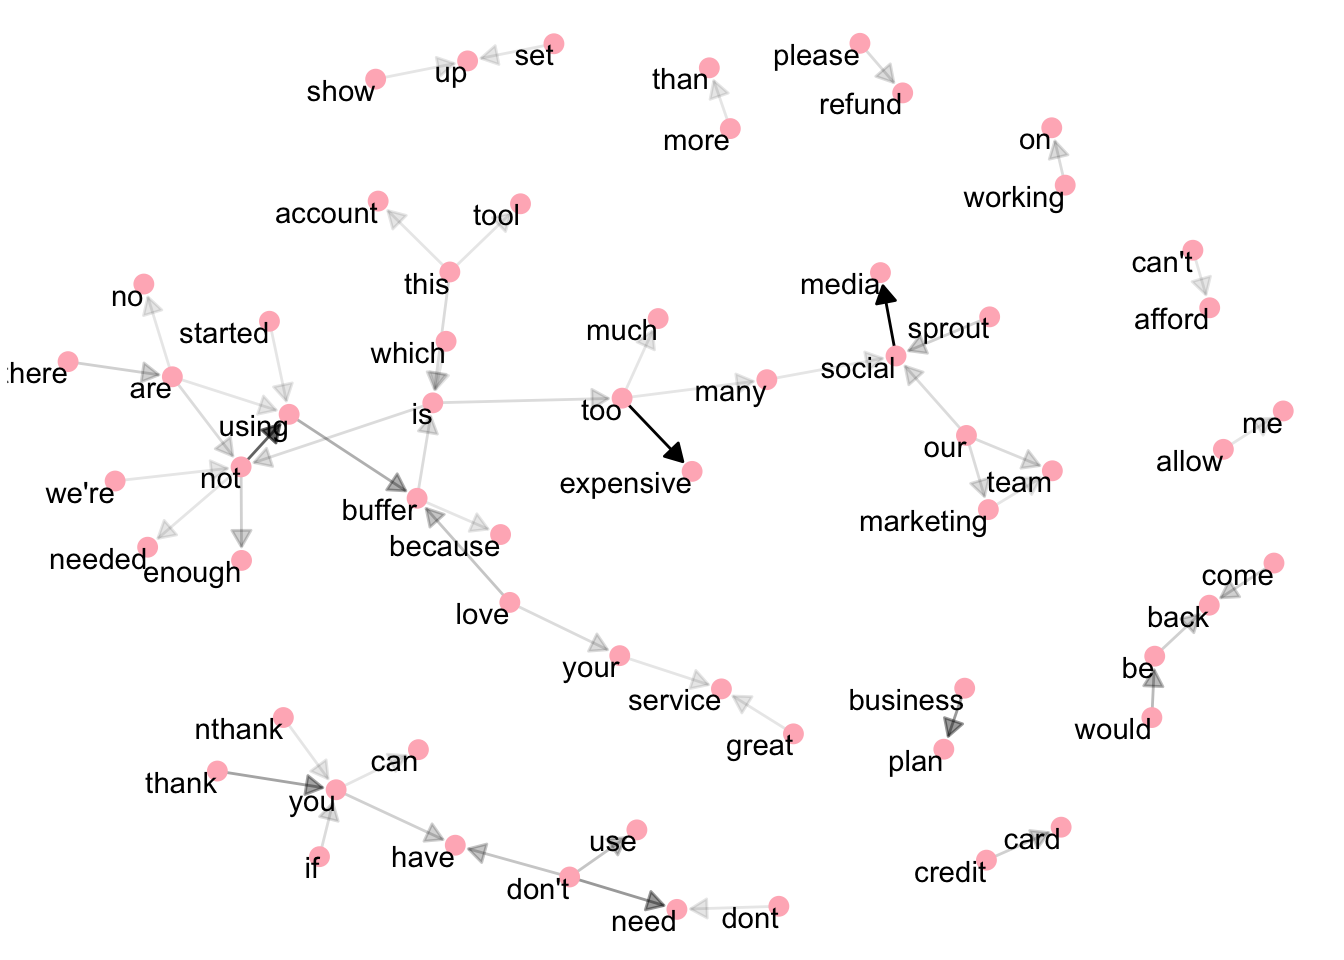 set
please
show
up
than
refund
more
on
working
account
tool
can't
this
media
no
afford
started
much
sprout
which
:here
social
are
many
is
too
me
using
our
allow
not
team
expensive
we're
buffer
marketing
because
needed
enough
come
love
back
your
be
service
business
nthank
would
great
can
plan
thank
you
use
card
have
if
credit
don't
need
dont